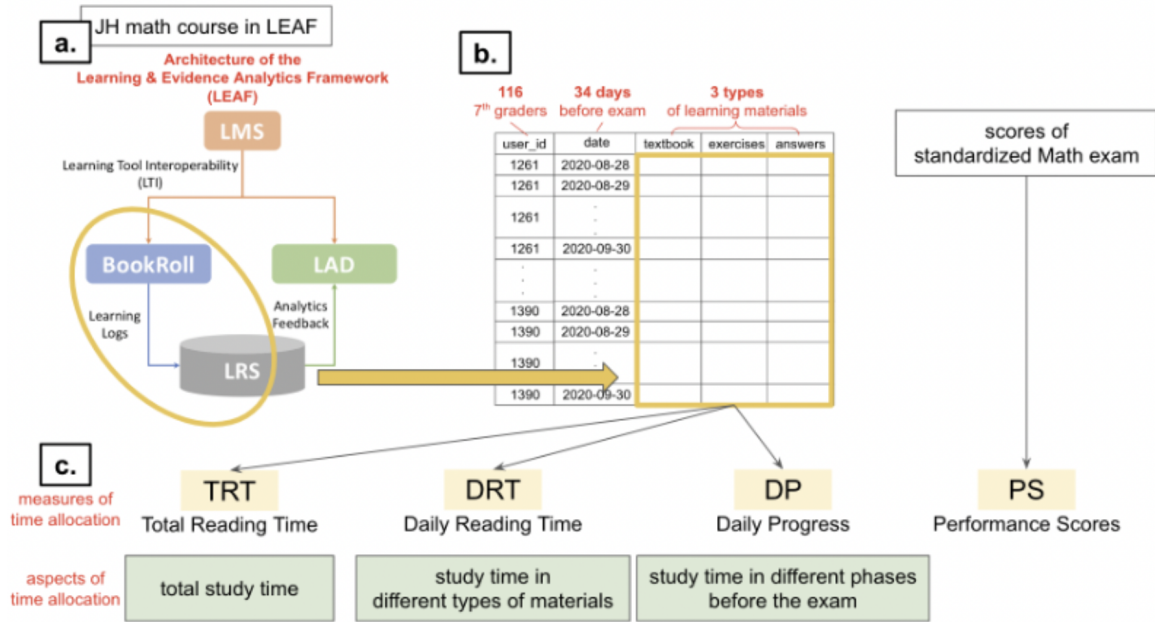 a.
JH math course in LEAF
Architecture of the
Learning & Evidence Analytics Framework
(LEAF)
LMS
Learning Tool Interoperability
(LTI)
BookRoll
LAD
Learning
Logs
Analytics
Feedback
LRS
b.
116
7th graders
34 days
before exam
3 types
of learning materials
user_id date textbook exercises answers
1261 2020-08-28
1261 2020-08-29
1261 .
.
.
1261 2020-09-30
. .
. .
. .
1390 2020-08-28
1390 2020-08-29
1390 .
.
1390 2020-09-30
scores of
standardized Math exam
c.
measures of
time allocation
TRT
Total Reading Time
DRT
Daily Reading Time
DP
Daily Progress
PS
Performance Scores
aspects of
time allocation
total study time
study time in
different types of materials
study time in different phases
before the exam